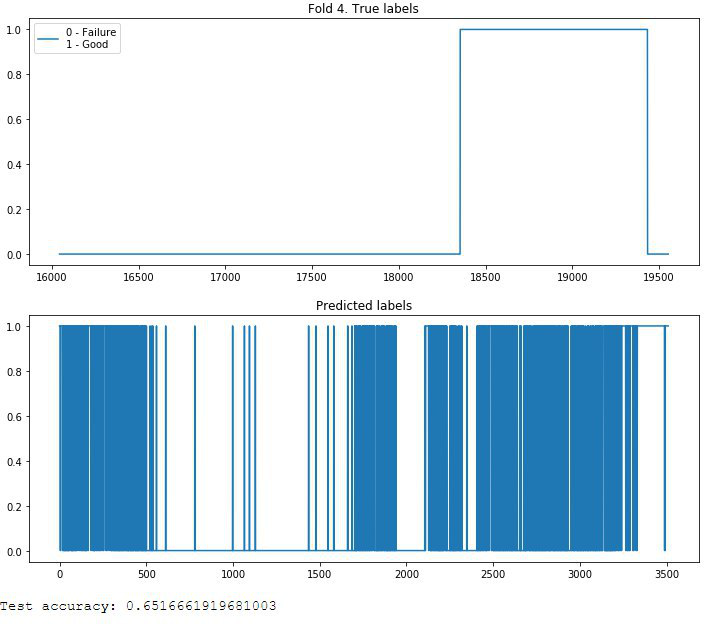 Fold 4. True labels
1.0
0 - Failure
1 - Good
0.8
0.6
0.4
0.2
0.0
16000 16500 17000 17500 18000 18500 19000 19500
Predicted labels
1.0
0.8
0.6
0.4
0.2
0.0
0 500 1000 1500 2000 2500 3000 3500
Test accuracy: 0.6516661919681003